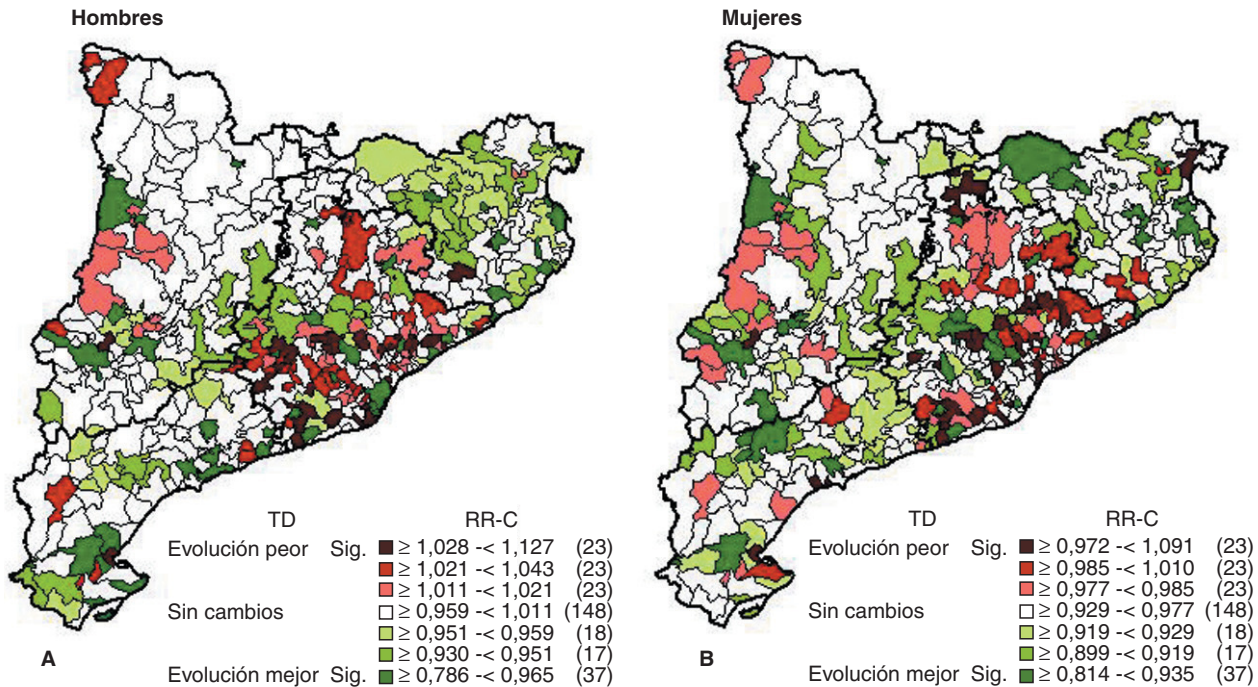 Hombres
TD RR-C
Evolución peor Sig. ≥ 1,028 -< 1,127 (23)
≥ 1,021 -< 1,043 (23)
≥ 1,011 -< 1,021 (23)
Sin cambios ≥ 0,959 -< 1,011 (148)
≥ 0,951 -< 0,959 (18)
≥ 0,930 -< 0,951 (17)
Evolución mejor Sig. ≥ 0,786 -< 0,965 (37)
A
Mujeres
TD RR-C
Evolución peor Sig. ≥ 0,972 -< 1,091 (23)
≥ 0,985 -< 1,010 (23)
≥ 0,977 -< 0,985 (23)
Sin cambios ≥ 0,929 -< 0,977 (148)
≥ 0,919 -< 0,929 (18)
≥ 0,899 -< 0,919 (17)
Evolución mejor Sig. ≥ 0,814 -< 0,935 (37)
B